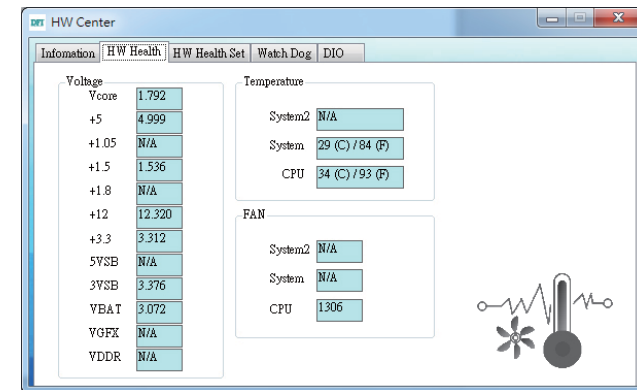 DFI HW Center
Infomation HW Health HW Health Set Watch Dog DIO
Voltage
Vcore 1.792
+5 4.999
+1.05 N/A
+1.5 1.536
+1.8 N/A
+12 12.320
+3.3 3.312
5VSB N/A
3VSB 3.376
VBAT 3.072
VGFX N/A
VDDR N/A
Temperature
System2 N/A
System 29 (C) / 84 (F)
CPU 34 (C) / 93 (F)
FAN
System2 N/A
System N/A
CPU 1306